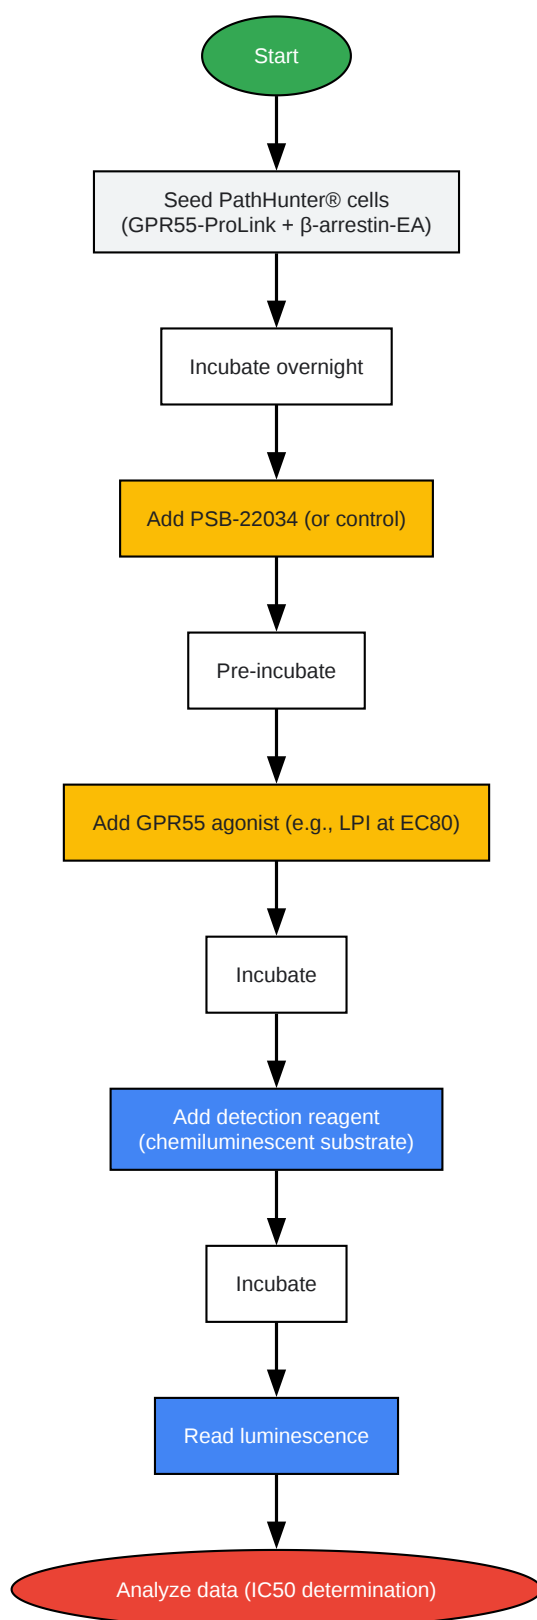 Start
Seed PathHunter® cells
(GPR55-ProLink + β-arrestin-EA)
Incubate overnight
Add PSB-22034 (or control)
Pre-incubate
Add GPR55 agonist (e.g., LPI at EC80)
Incubate
Add detection reagent
(chemiluminescent substrate)
Incubate
Read luminescence
Analyze data (IC50 determination)